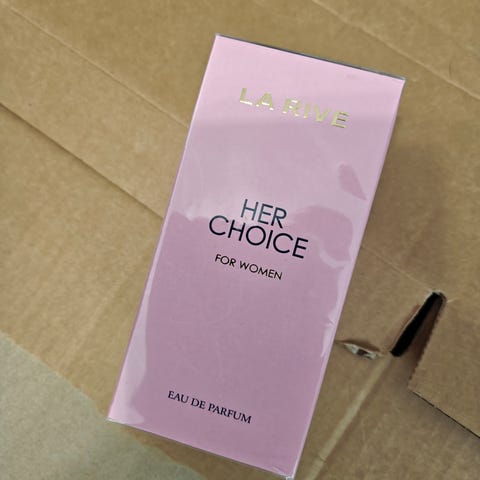 LA RIVE
HER
CHOICE
FOR WOMEN
EAU DE PARFUM